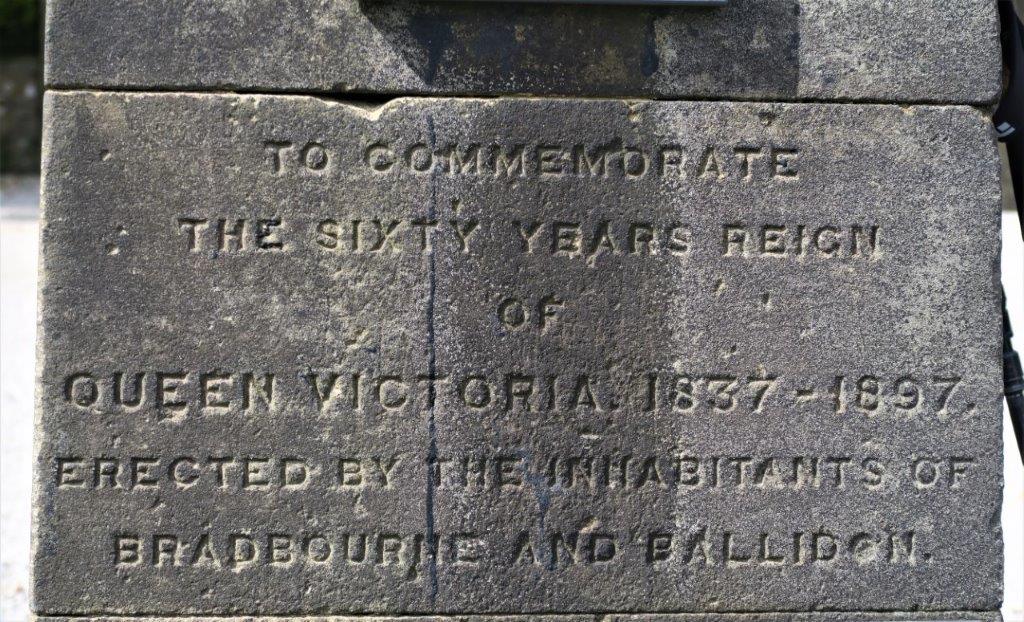 TO COMMEMORATE
THE SIXTY YEARS REIGN
OF
QUEEN VICTORIA. 1837-1897.
ERECTED BY THE INHABITANTS OF
BRADBOURNE AND BALLIDON.